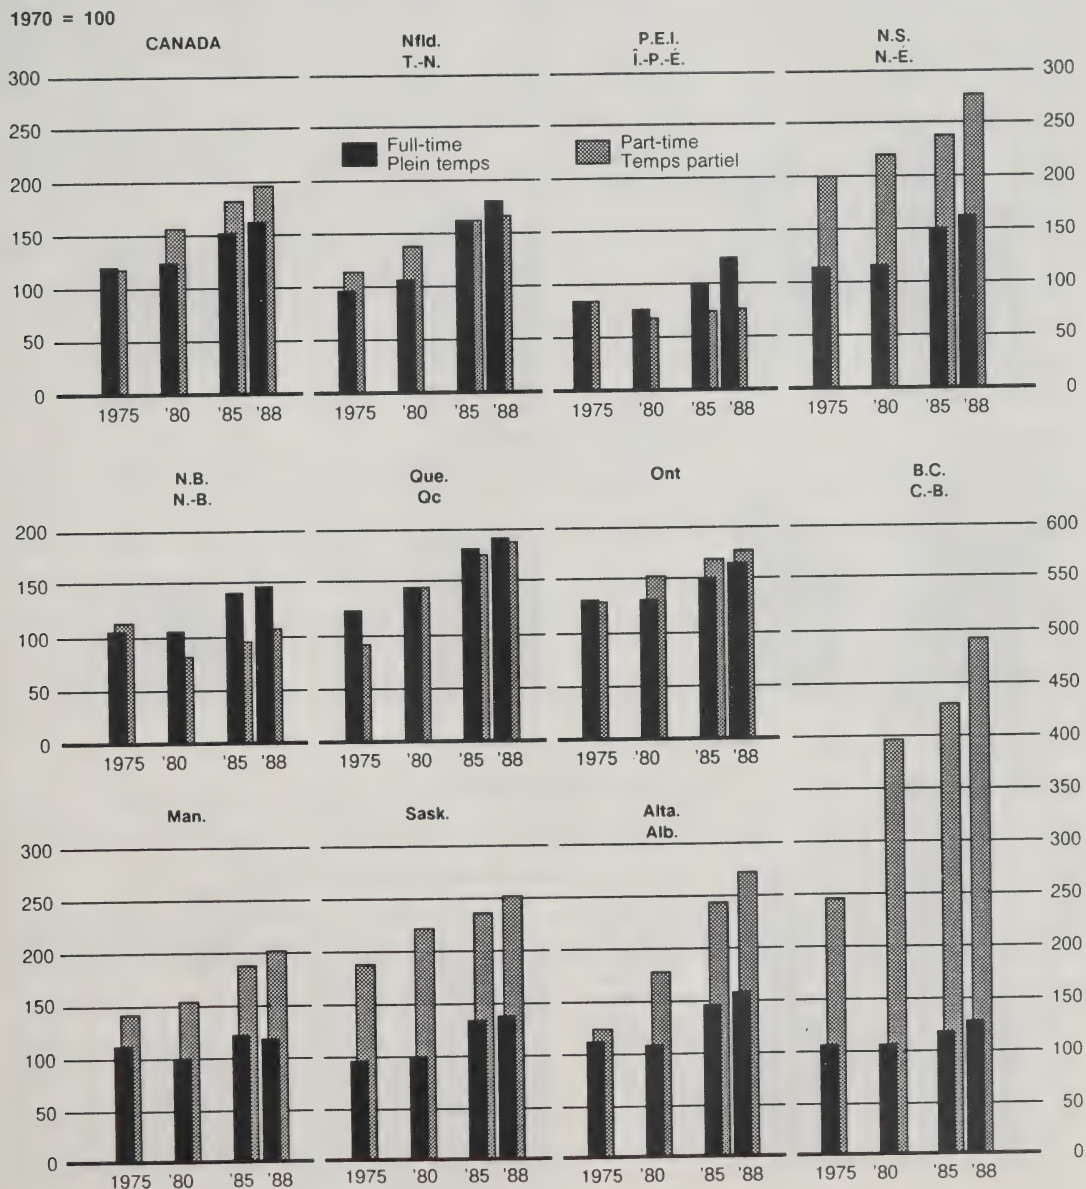 1970 = 100
CANADA
Nfld.
T.-N.
P.E.I.
Î.-P.-É.
N.S.
N.-É.
300
250
200
150
100
50
0
Full-time
Plein temps
Part-time
Temps partiel
300
250
200
150
100
50
0
1975 '80 '85 '88
1975 '80 '85 '88
1975 '80 '85 '88
1975 '80 '85 '88
N.B.
N.-B.
Que.
Qc
Ont
B.C.
C.-B.
200
150
100
50
0
1975 '80 '85 '88
1975 '80 '85 '88
1975 '80 '85 '88
600
550
500
450
400
350
300
250
200
150
100
50
0
Man.
Sask.
Alta.
Alb.
300
250
200
150
100
50
0
1975 '80 '85 '88
1975 '80 '85 '88
1975 '80 '85 '88
1975 '80 '85 '88